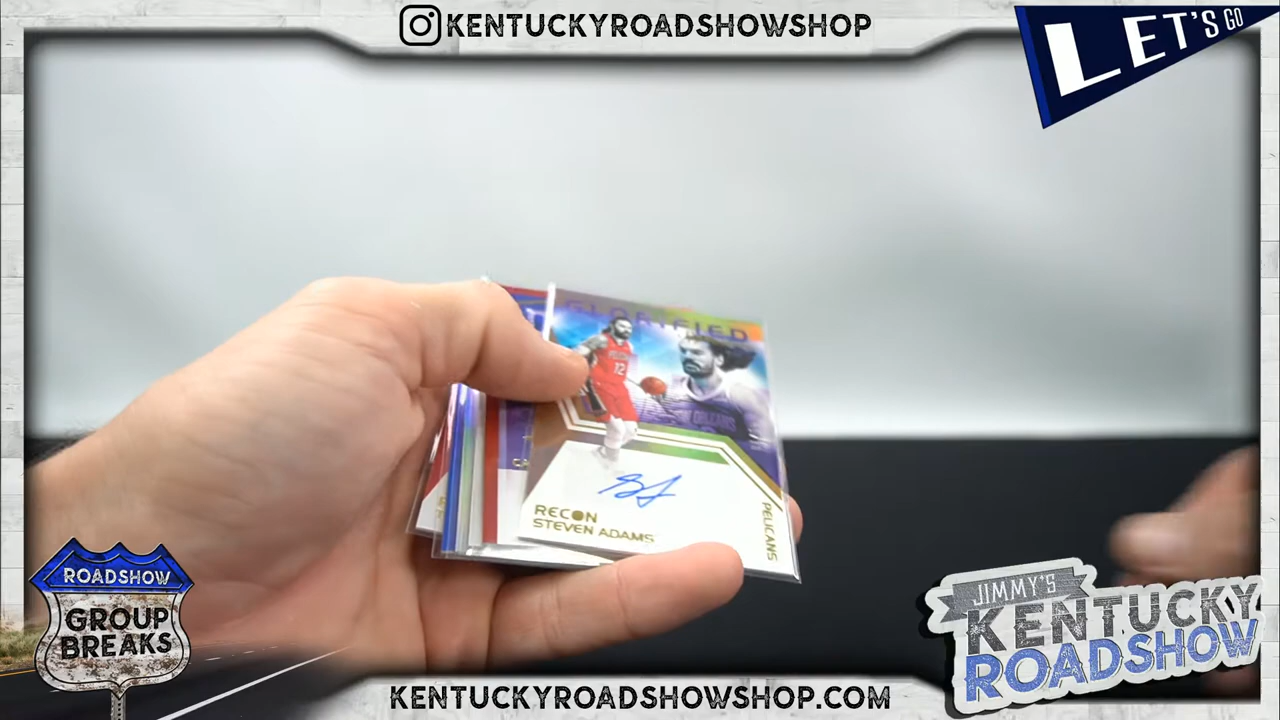 KENTUCKYROADSHOWSHOP
LET'S GO
GLORIFIED
12
RECON
STEVEN ADAMS
PELICANS
ROADSHOW
GROUP
BREAKS
JIMMY'S
KENTUCKY
ROADSHOW
KENTUCKYROADSHOWSHOP.COM